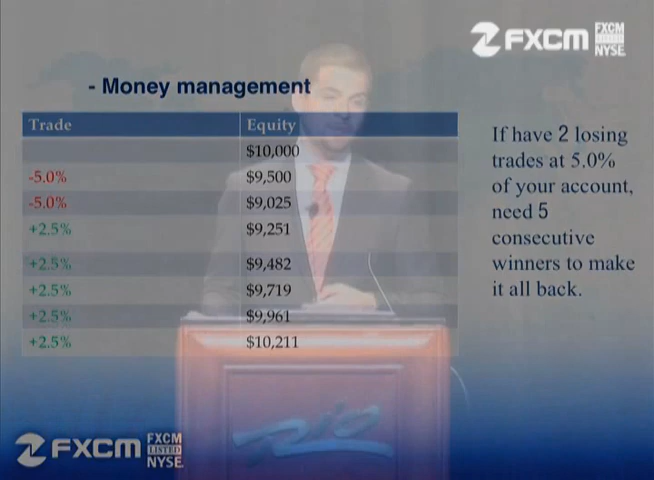 FXCM FXCM LISTED NYSE
- Money management
Trade Equity
$10,000
-5.0% $9,500
-5.0% $9,025
+2.5% $9,251
+2.5% $9,482
+2.5% $9,719
+2.5% $9,961
+2.5% $10,211
If have 2 losing
trades at 5.0%
of your account,
need 5
consecutive
winners to make
it all back.
Rio
FXCM FXCM LISTED NYSE